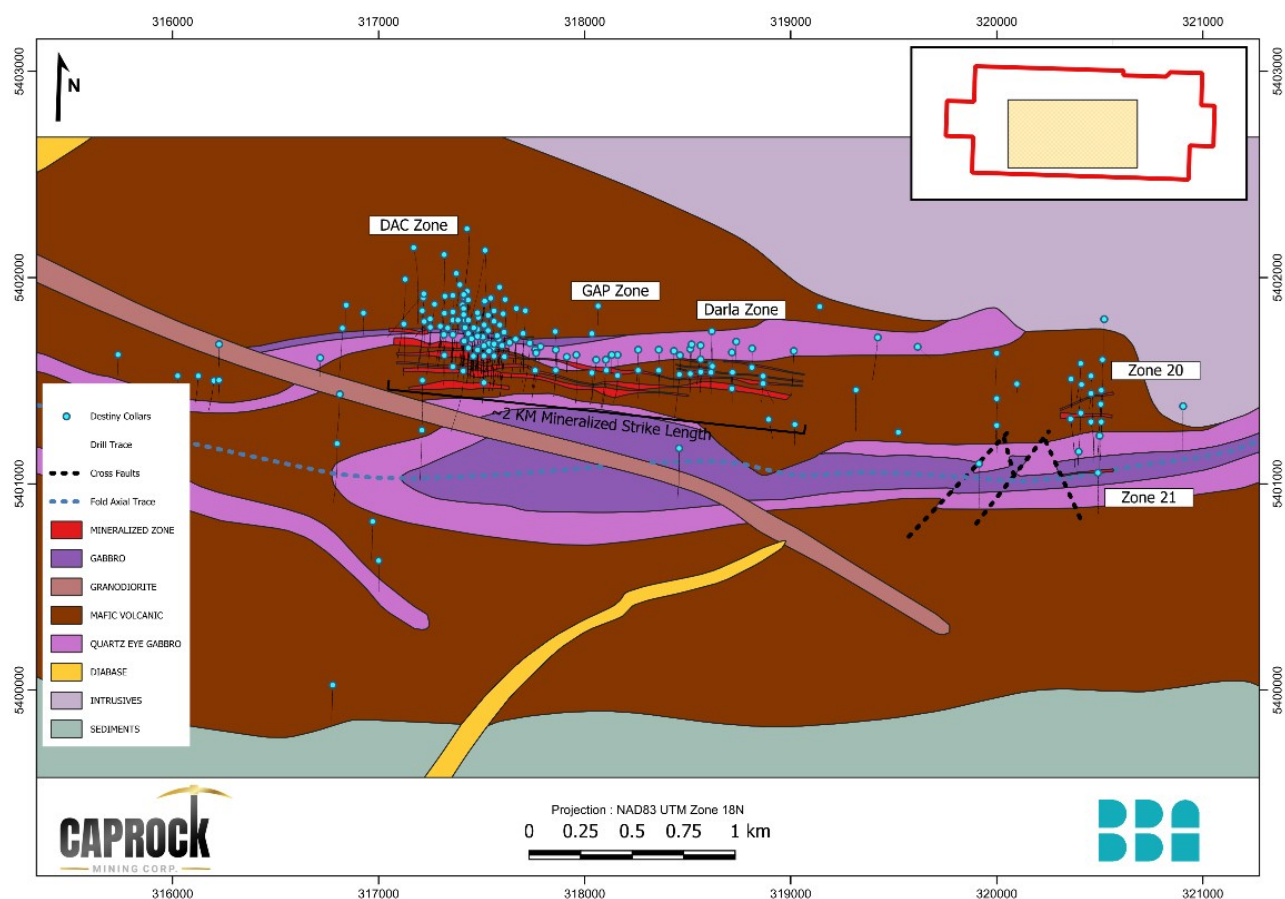 316000 317000 318000 319000 320000 321000
5403000 5403000
N
DAC Zone
5402000 5402000
GAP Zone
Darla Zone
Zone 20
~2 KM Mineralized Strike Length
5401000 5401000
Zone 21
Destiny Collars
Drill Trace
Cross Faults
Fold Axial Trace
MINERALIZED ZONE
GABBRO
GRANODIORITE
MAFIC VOLCANIC
QUARTZ EYE GABBRO
DIABASE
INTRUSIVES
SEDIMENTS
5400000 5400000
CAPROCK
MINING CORP.
Projection : NAD83 UTM Zone 18N
0 0.25 0.5 0.75 1 km
BBA
316000 317000 318000 319000 320000 321000